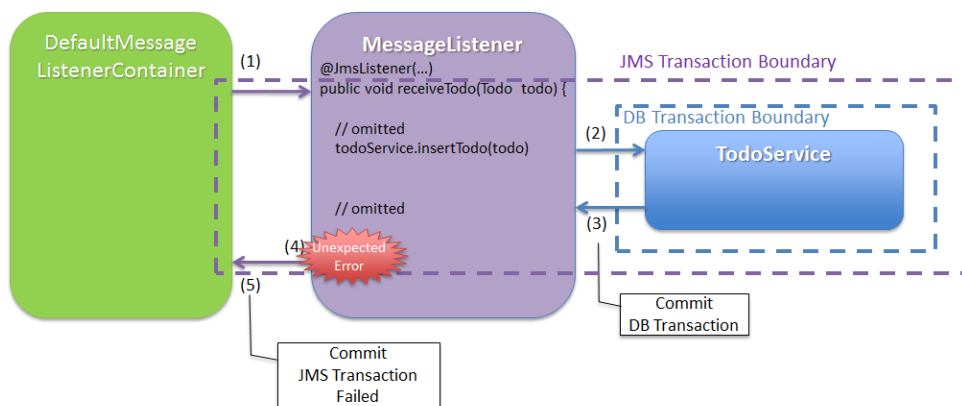 DefaultMessage
ListenerContainer
(1)
MessageListener
@JmsListener(...)
public void receiveTodo(Todo  todo) {
// omitted
todoService.insertTodo(todo)
// omitted
JMS Transaction Boundary
DB Transaction Boundary
(2)
TodoService
(3)
(4)
Unexpected
Error
(5)
Commit
DB Transaction
Commit
JMS Transaction
Failed